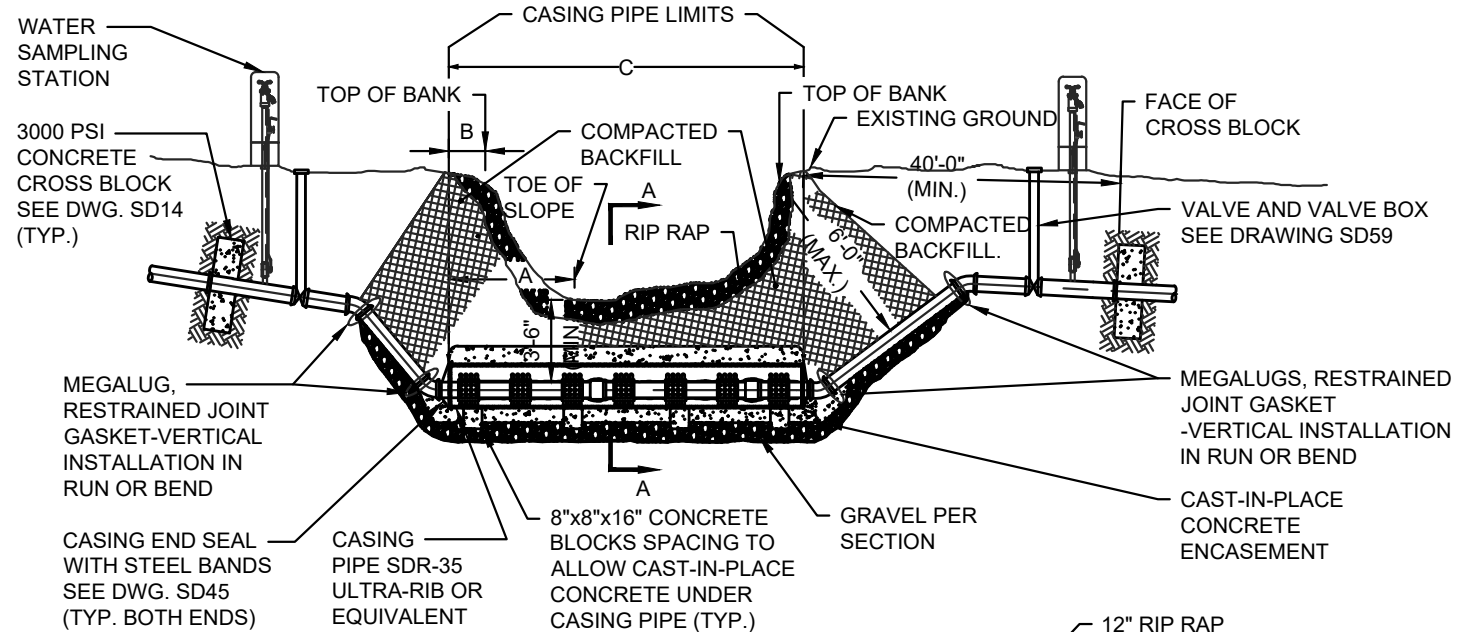 CASING PIPE LIMITS
WATER
SAMPLING
STATION
C
TOP OF BANK
B
COMPACTED
BACKFILL
TOP OF BANK
EXISTING GROUND
FACE OF
CROSS BLOCK
3000 PSI
CONCRETE
CROSS BLOCK
SEE DWG. SD14
(TYP.)
40'-0"
(MIN.)
TOE OF
SLOPE
A
RIP RAP
COMPACTED
BACKFILL.
VALVE AND VALVE BOX
SEE DRAWING SD59
6'-0"
(MAX.)
A
3'-6"
(MIN
MEGALUG,
RESTRAINED JOINT
GASKET-VERTICAL
INSTALLATION IN
RUN OR BEND
MEGALUGS, RESTRAINED
JOINT GASKET
-VERTICAL INSTALLATION
IN RUN OR BEND
A
CASING END SEAL
WITH STEEL BANDS
SEE DWG. SD45
(TYP. BOTH ENDS)
CASING
PIPE SDR-35
ULTRA-RIB OR
EQUIVALENT
8"x8"x16" CONCRETE
BLOCKS SPACING TO
ALLOW CAST-IN-PLACE
CONCRETE UNDER
CASING PIPE (TYP.)
GRAVEL PER
SECTION
CAST-IN-PLACE
CONCRETE
ENCASEMENT
12" RIP RAP